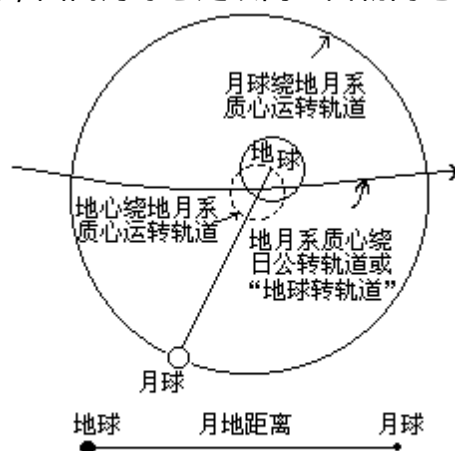 月球绕地月系
质心运转轨道
地球
地心绕地月系
质心运转轨道
地月系质心绕
日公转轨道或
“地球转轨道”
月球
地球 月地距离 月球